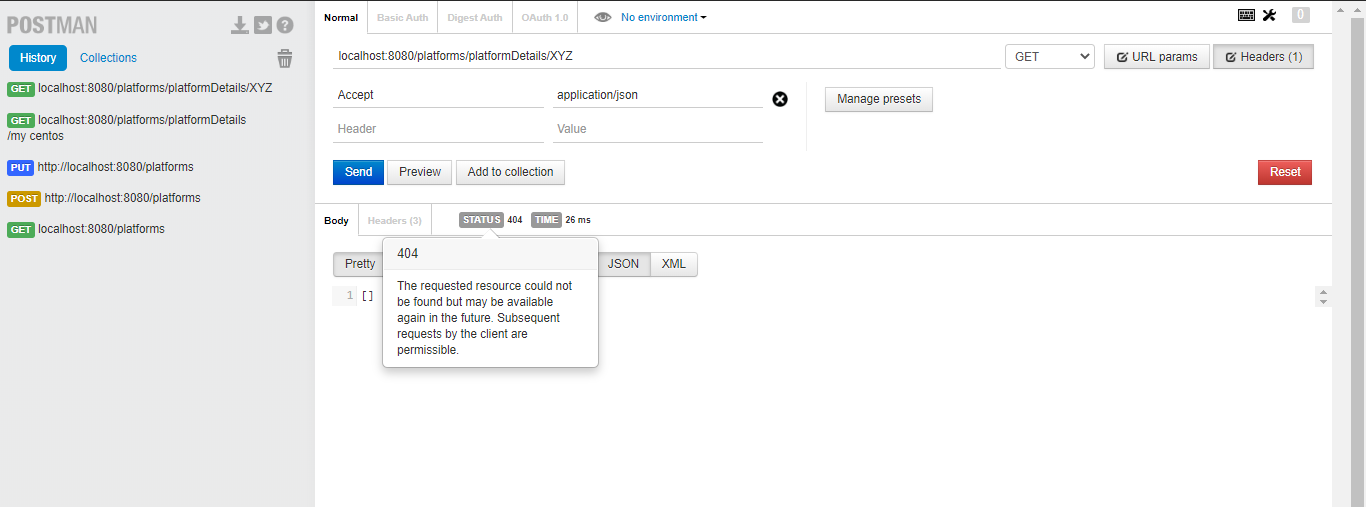 POSTMAN
History
Collections
GET localhost:8080/platforms/platformDetails/XYZ
GET localhost:8080/platforms/platformDetails
/my centos
PUT http://localhost:8080/platforms
POST http://localhost:8080/platforms
GET localhost:8080/platforms
Normal
Basic Auth
Digest Auth
OAuth 1.0
No environment
0
localhost:8080/platforms/platformDetails/XYZ
GET
URL params
Headers (1)
Accept
application/json
Manage presets
Header
Value
Send
Preview
Add to collection
Reset
Body
Headers (3)
STATUS 404
TIME 26 ms
404
The requested resource could not
be found but may be available
again in the future. Subsequent
requests by the client are
permissible.
Pretty
JSON
XML
1 []